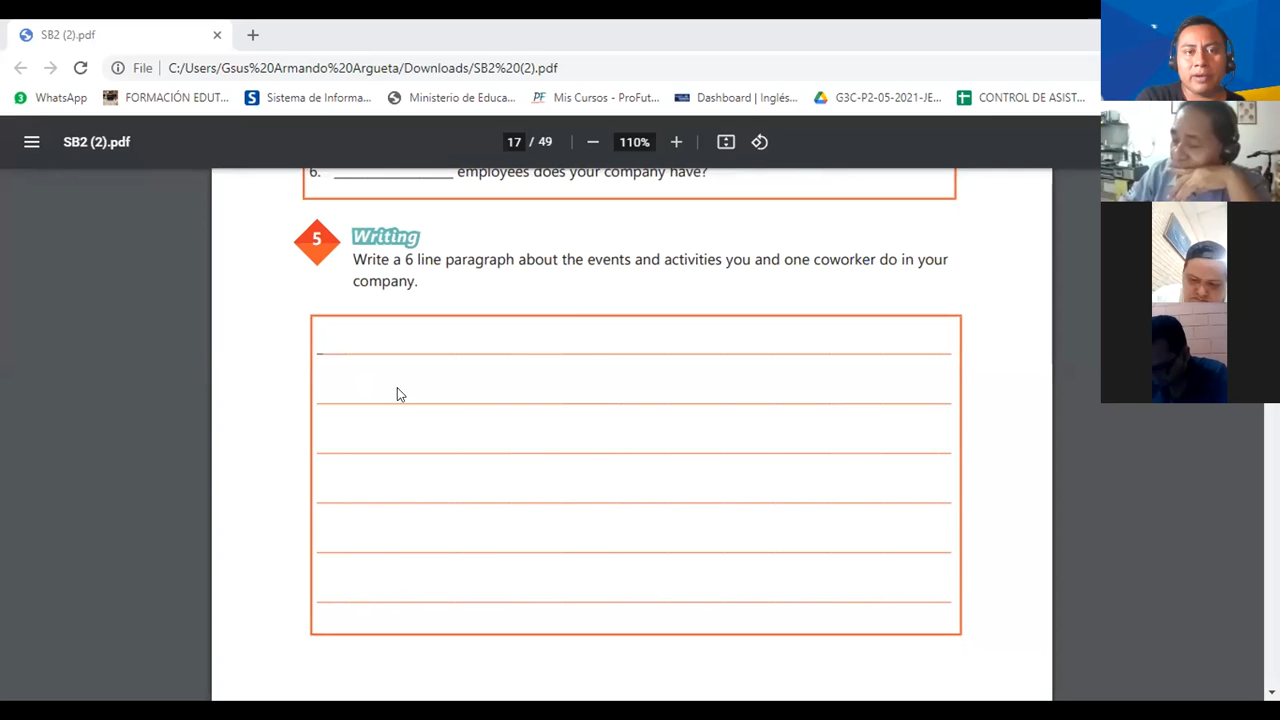 SB2 (2).pdf
File C:/Users/Gsus%20Armando%20Argueta/Downloads/SB2%20(2).pdf
3 WhatsApp FORMACIÓN EDUT... S Sistema de Informa... Ministerio de Educa... PF Mis Cursos - ProFut... Dashboard | Inglés... G3C-P2-05-2021-JE... CONTROL DE ASIST...
SB2 (2).pdf 17 / 49 110%
6. ______________ employees does your company have?
5 Writing
Write a 6 line paragraph about the events and activities you and one coworker do in your
company.